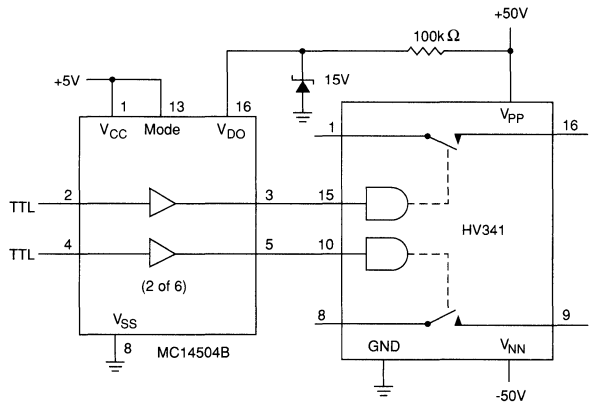 +50V
100k Ω
+5V
15V
1 13 16
VCC Mode VDO
VPP
1 16
TTL 2 3 15
HV341
TTL 4 5 10
(2 of 6)
8 9
VSS
8
MC14504B
GND VNN
-50V